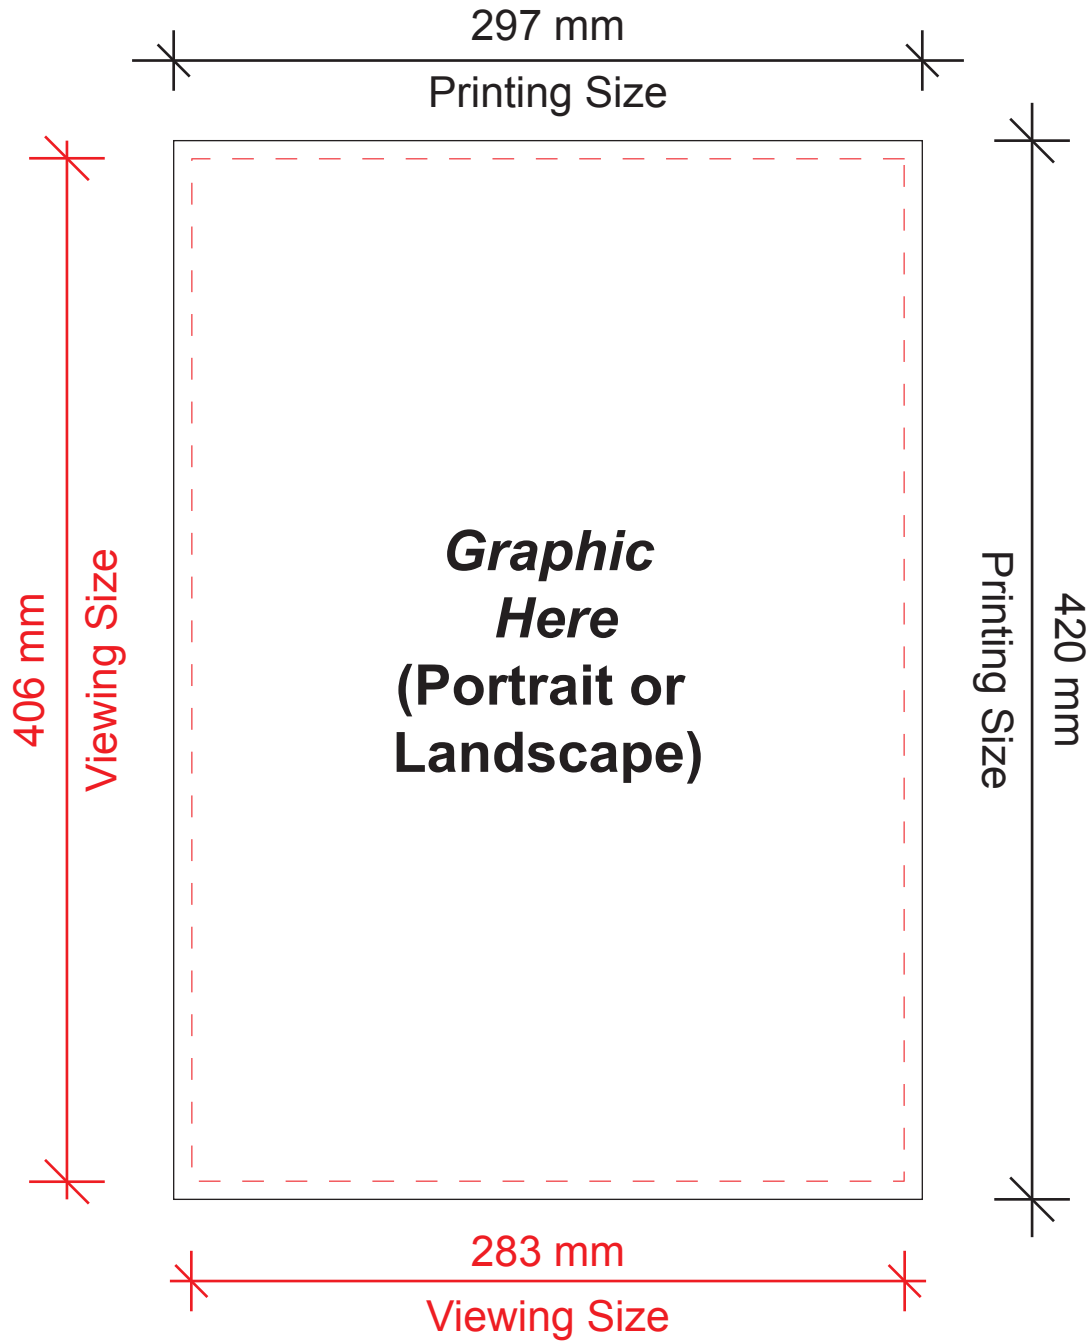 297 mm
Printing Size
406 mm
Viewing Size
Graphic
Here
(Portrait or
Landscape)
Printing Size
420 mm
283 mm
Viewing Size